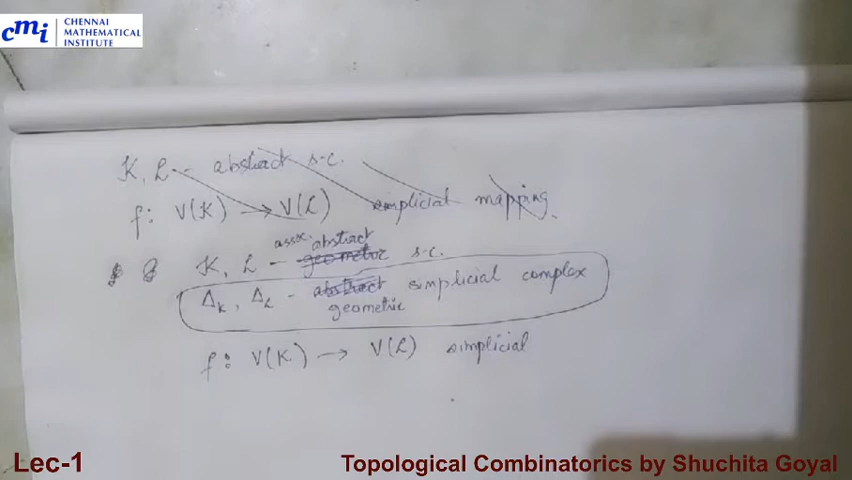 cmi CHENNAI
MATHEMATICAL
INSTITUTE
K, L - abstract s.c.
f: V(K) → V(L) simplicial mapping.
assc. abstract
K, L - geometric s.c.
Δ_K, Δ_L - abstract simplicial complex
geometric
f: V(K) → V(L) simplicial
Lec-1
Topological Combinatorics by Shuchita Goyal